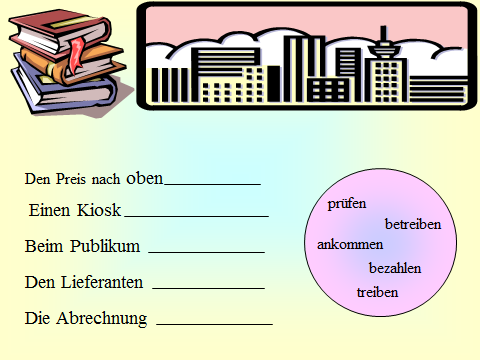 Den Preis nach oben___________
Einen Kiosk________________
Beim Publikum _____________
Den Lieferanten _____________
Die Abrechnung _____________
prüfen
betreiben
ankommen
bezahlen
treiben